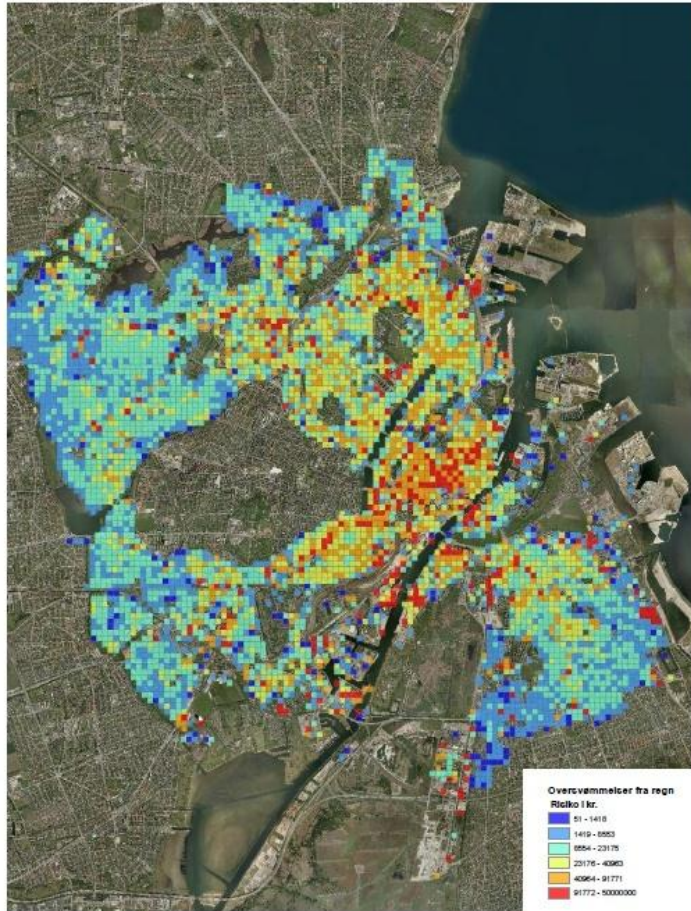 Oversvømmelser fra regn
Risiko i kr.
51 - 1418
1419 - 8553
8554 - 23175
23176 - 40963
40964 - 91771
91772 - 50000000